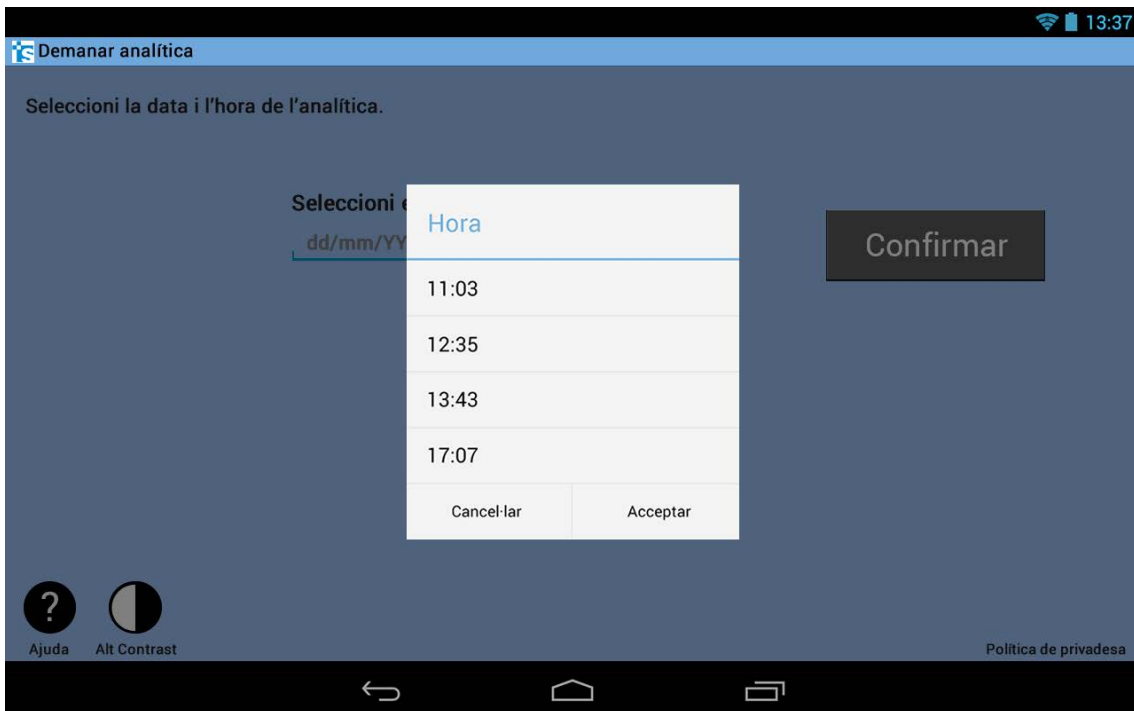 13:37
Demanar analítica
Seleccioni la data i l'hora de l'analítica.
Seleccioni
dd/mm/YY
Hora
11:03
12:35
13:43
17:07
Cancel·lar
Acceptar
Confirmar
?
Ajuda
Alt Contrast
Política de privadesa